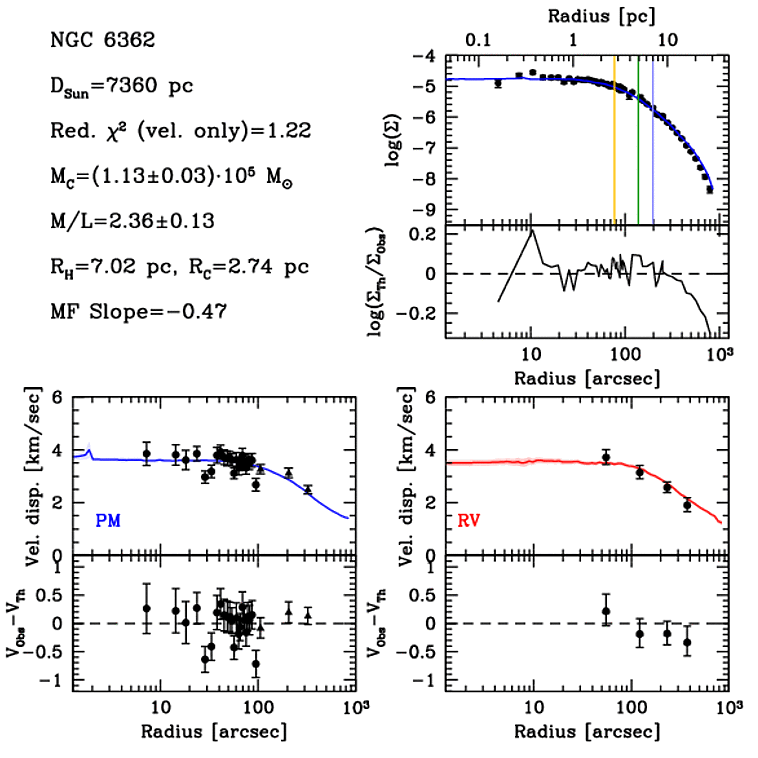 NGC 6362
D_Sun=7360 pc
Red. χ² (vel. only)=1.22
M_C=(1.13±0.03)·10⁵ M_⊙
M/L=2.36±0.13
R_H=7.02 pc, R_C=2.74 pc
MF Slope=−0.47
Radius [pc]
0.1 1 10
log(Σ)
−4
−5
−6
−7
−8
−9
log(Σ_Th/Σ_Obs)
0.2
0
−0.2
10 100 10³
Radius [arcsec]
Vel. disp. [km/sec]
6
4
2
0
PM
V_Obs−V_Th
1
0.5
0
−0.5
−1
10 100 10³
Radius [arcsec]
Vel. disp. [km/sec]
6
4
2
0
RV
V_Obs−V_Th
1
0.5
0
−0.5
−1
10 100 10³
Radius [arcsec]